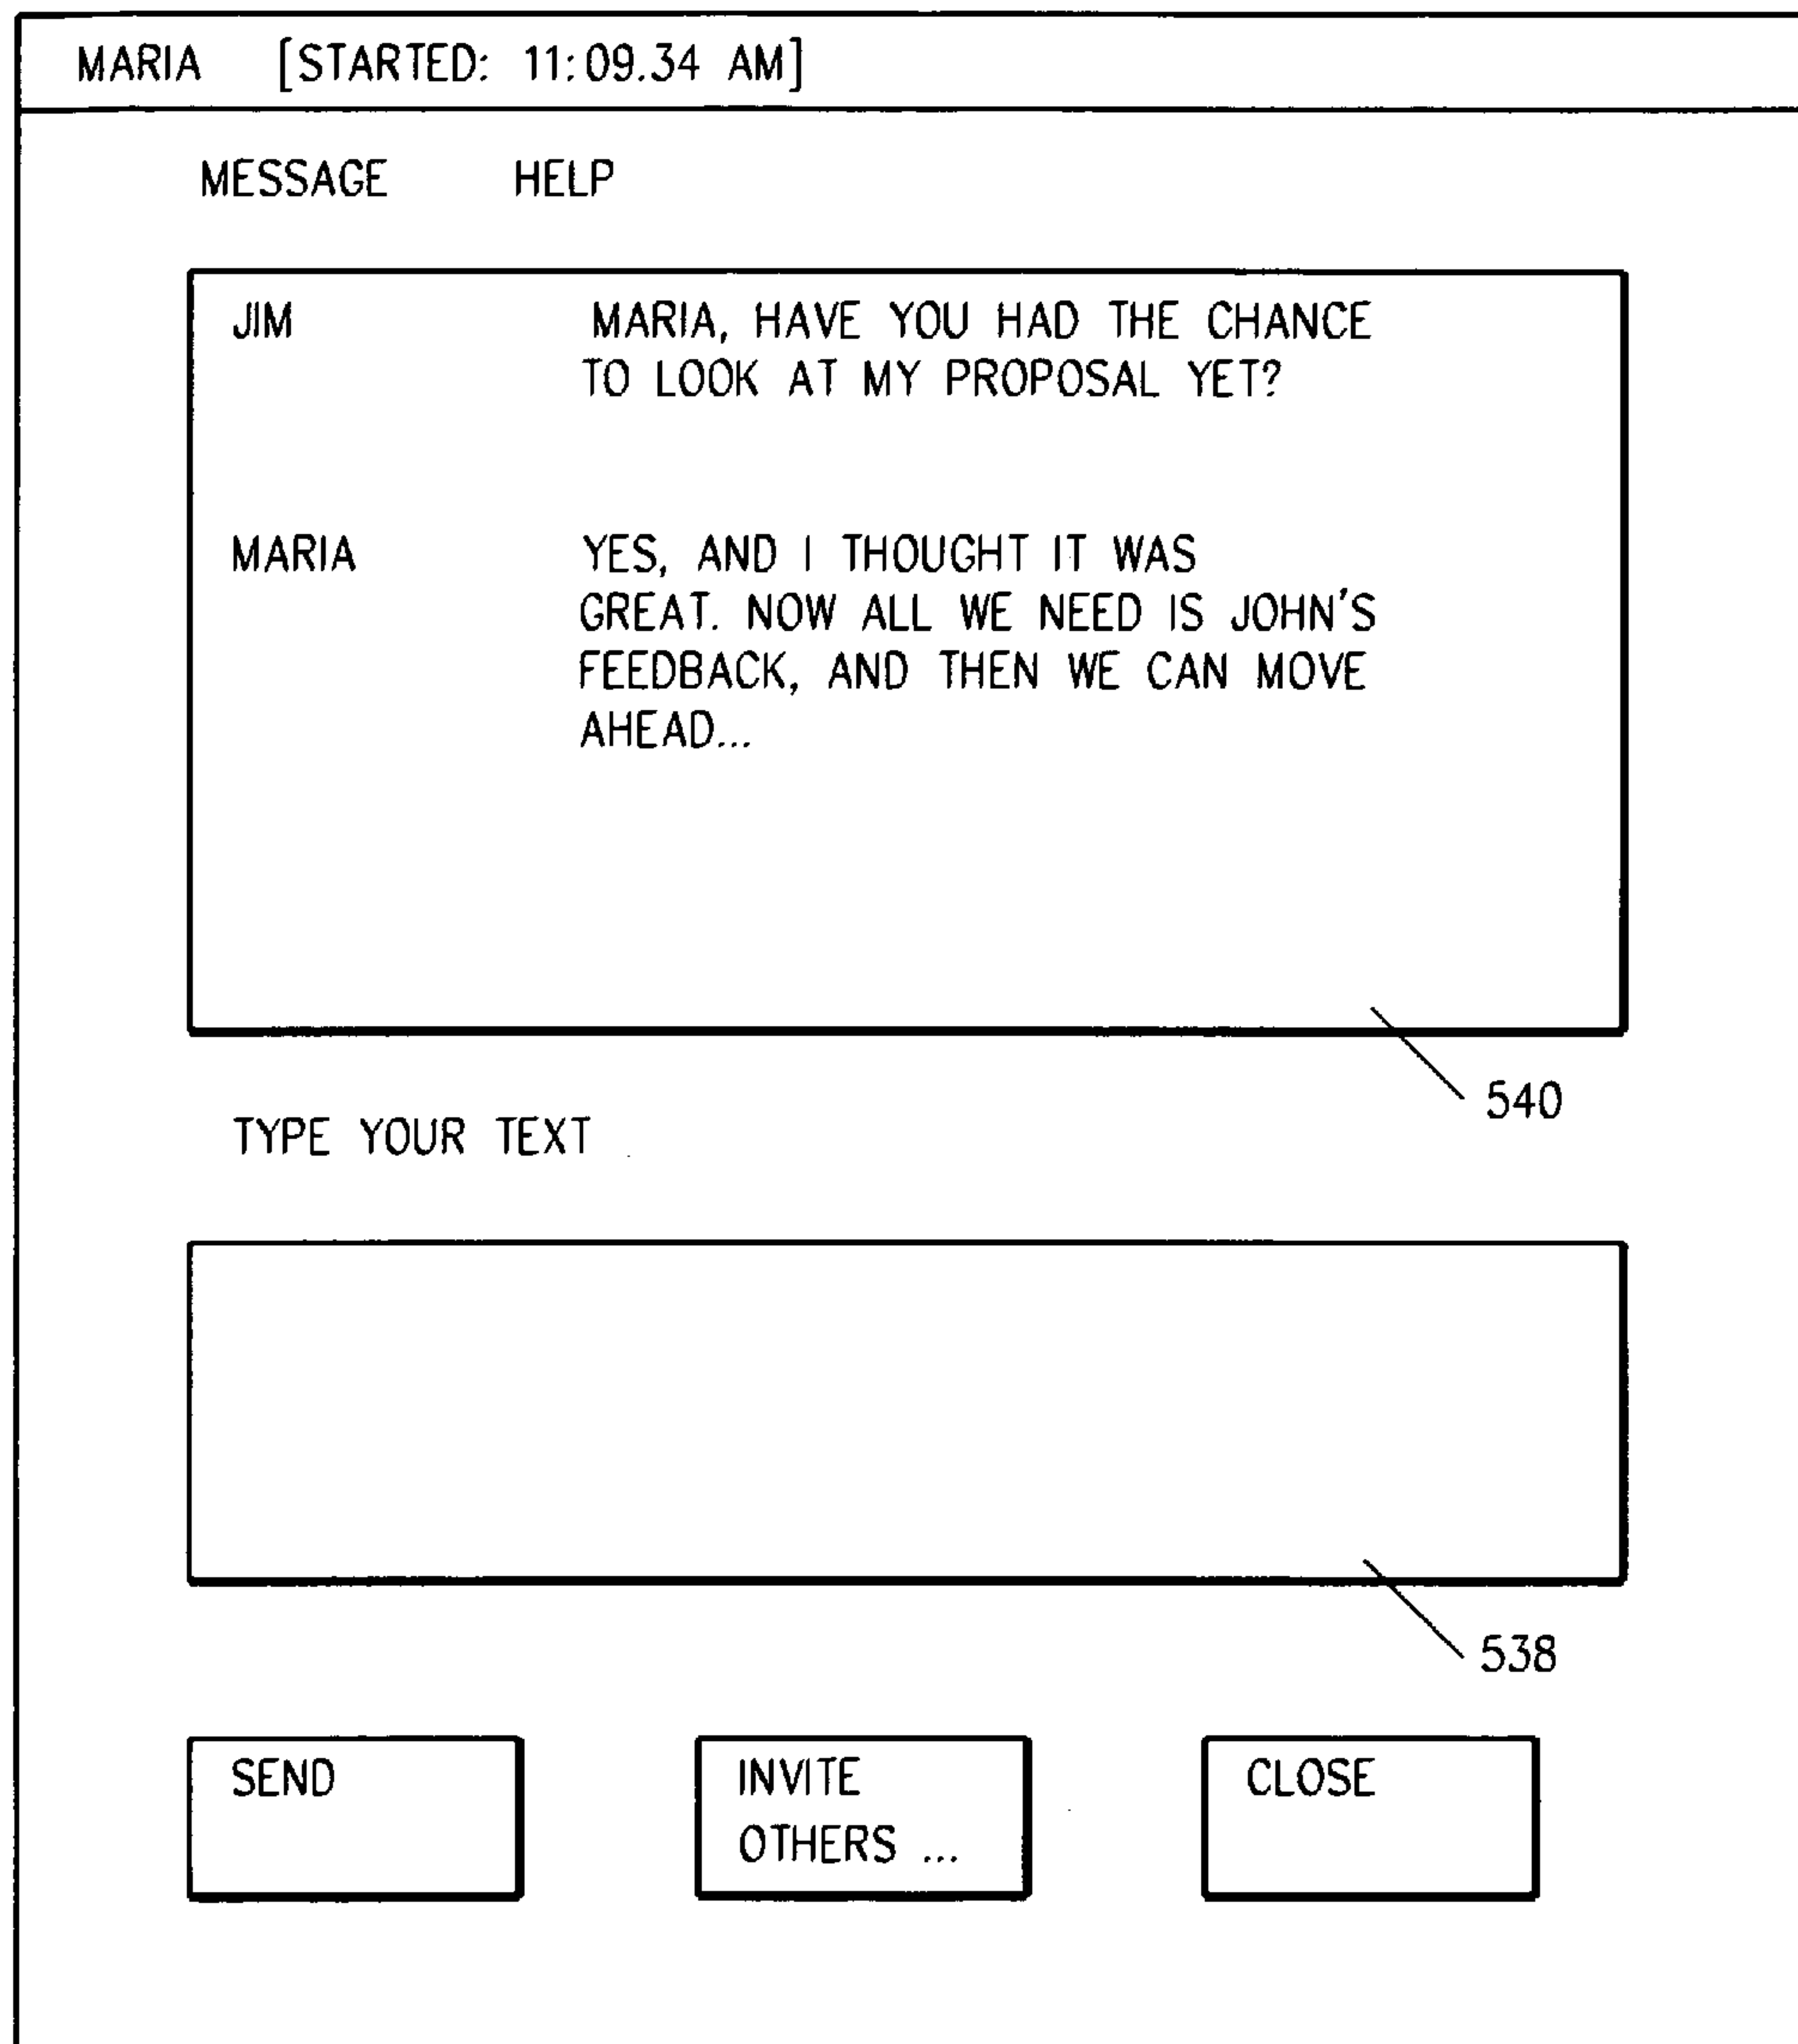 MARIA [STARTED: 11:09.34 AM]
MESSAGE HELP
JIM MARIA, HAVE YOU HAD THE CHANCE
TO LOOK AT MY PROPOSAL YET?
MARIA YES, AND I THOUGHT IT WAS
GREAT. NOW ALL WE NEED IS JOHN'S
FEEDBACK, AND THEN WE CAN MOVE
AHEAD...
540
TYPE YOUR TEXT
538
SEND
INVITE
OTHERS ...
CLOSE